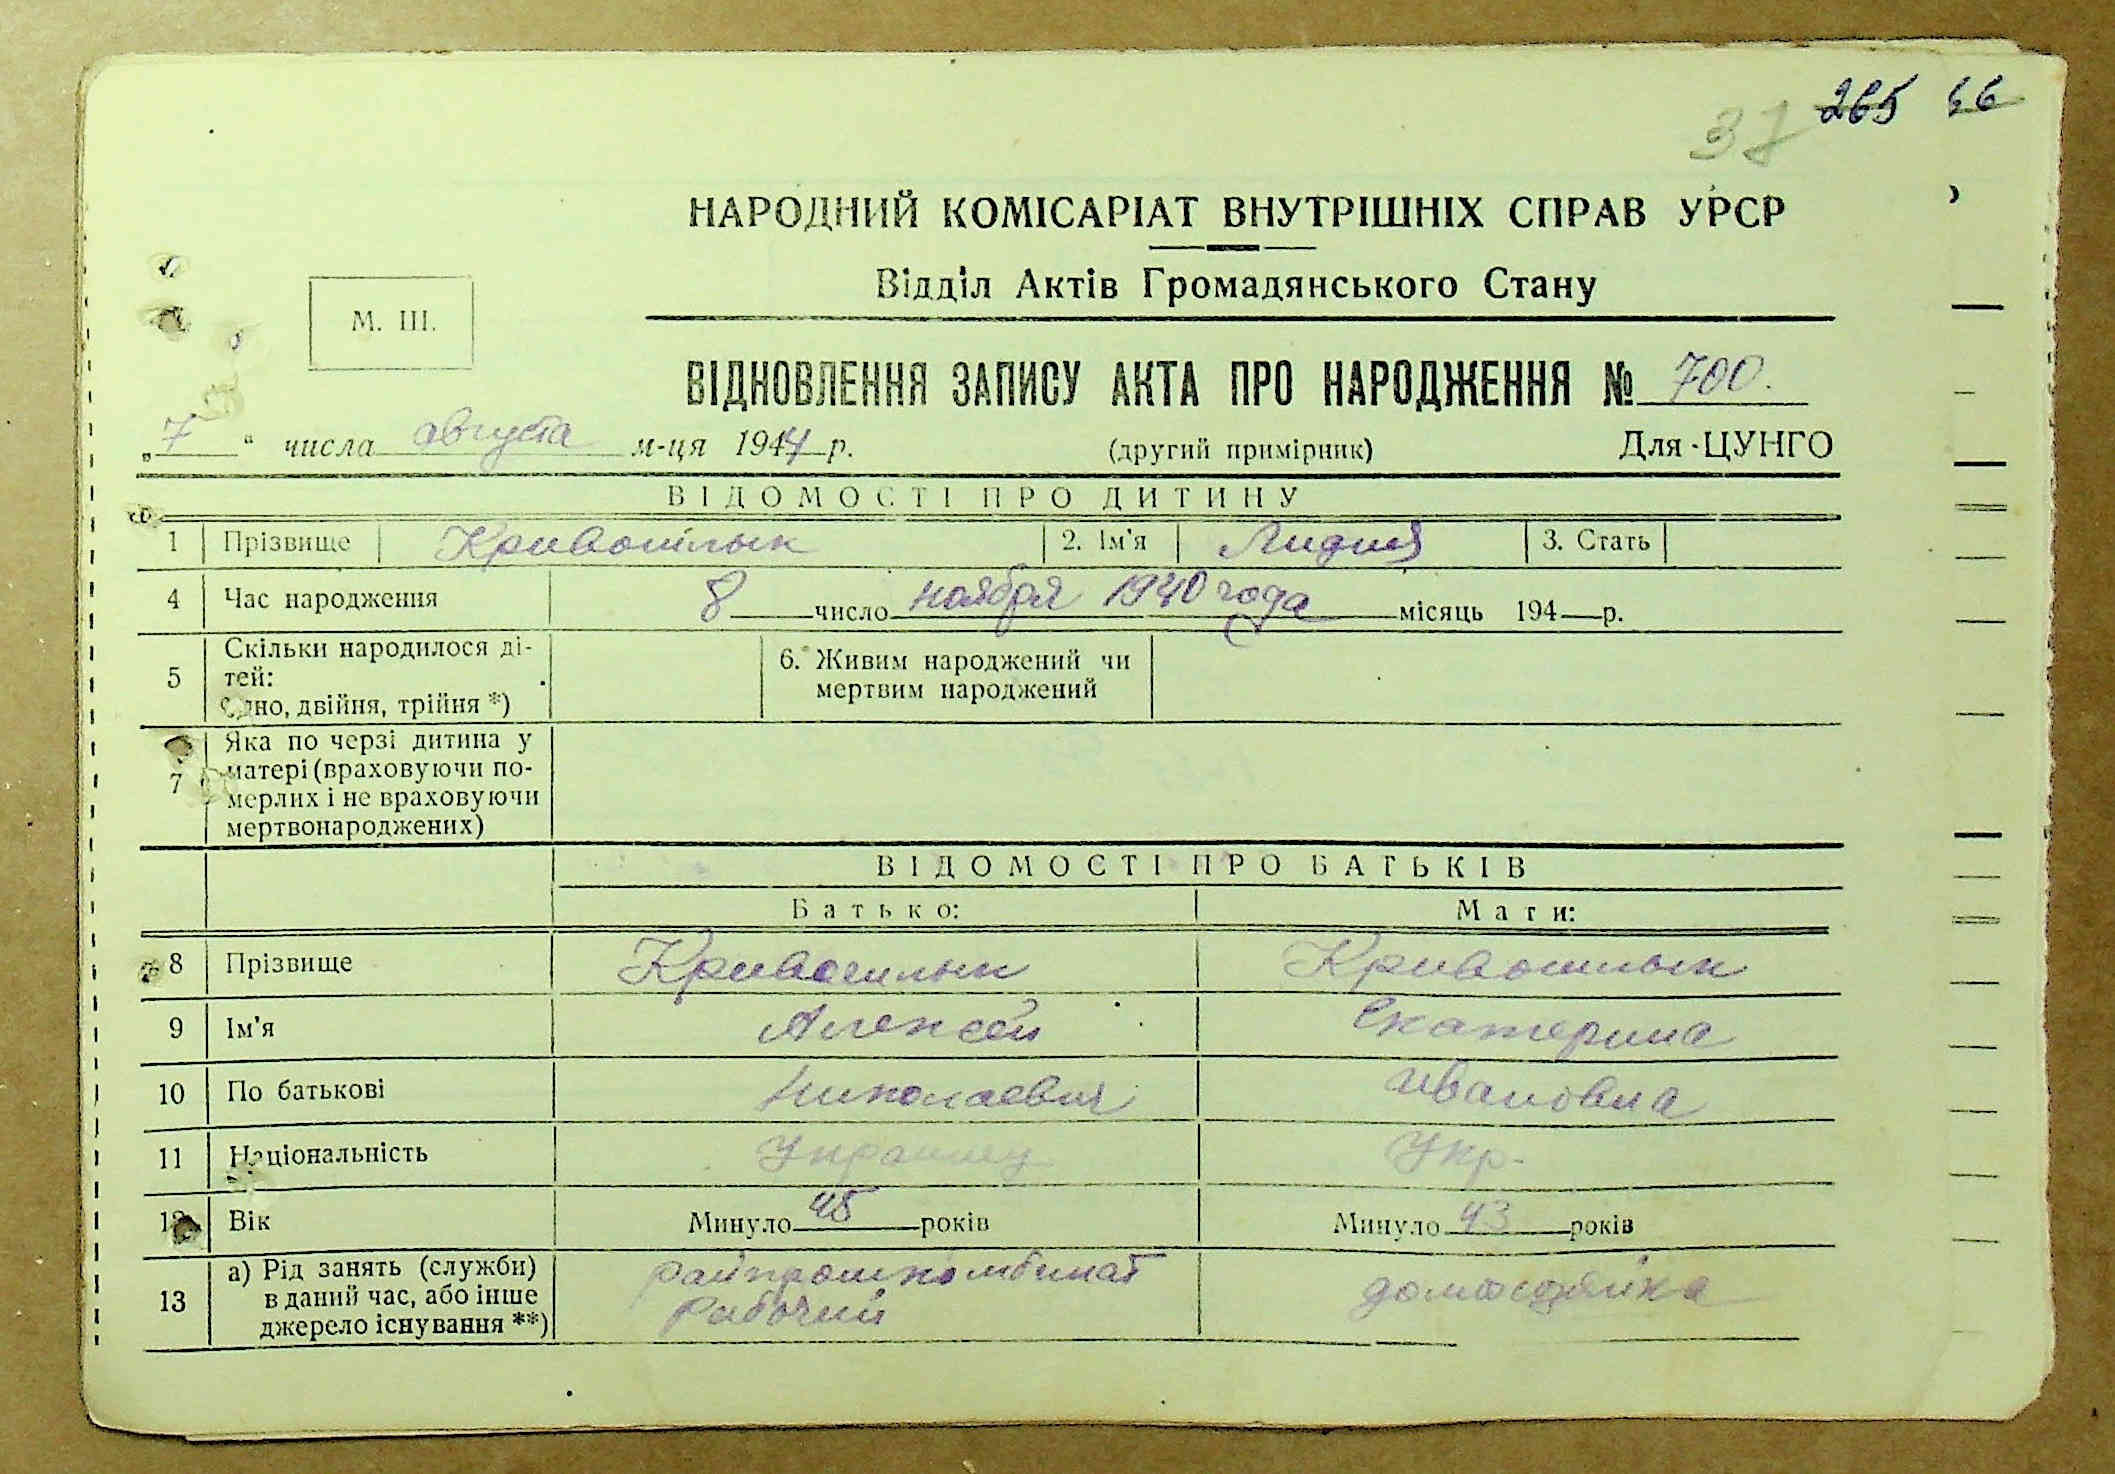 265 66
37
НАРОДНИЙ КОМІСАРІАТ ВНУТРІШНІХ СПРАВ УРСР
Відділ Актів Громадянського Стану
М. Ш.
ВІДНОВЛЕННЯ ЗАПИСУ АКТА ПРО НАРОДЖЕННЯ № 700.
„7“ числа августа м-ця 1944 р. (другий примірник) Для ЦУНГО
ВІДОМОСТІ ПРО ДИТИНУ
1 Прізвище Кривошлык 2. Ім'я Лидия 3. Стать
4 Час народження 8 число ноября 1940 года місяць 194 р.
5 Скільки народилося ді-
тей:
одно, двійня, трійня *)
6. Живим народжений чи
мертвим народжений
7 Яка по черзі дитина у
матері (враховуючи по-
мерлих і не враховуючи
мертвонароджених)
ВІДОМОСТІ ПРО БАТЬКІВ
Батько: Мати:
8 Прізвище Кривошлык Кривошлык
9 Ім'я Алексей Екатерина
10 По батькові Николаевич Ивановна
11 Національність Украинец Укр.
12 Вік Минуло 45 років Минуло 43 років
13 а) Рід занять (служби)
в даний час, або інше
джерело існування **)
райпромкомбинат
рабочий
домохозяйка